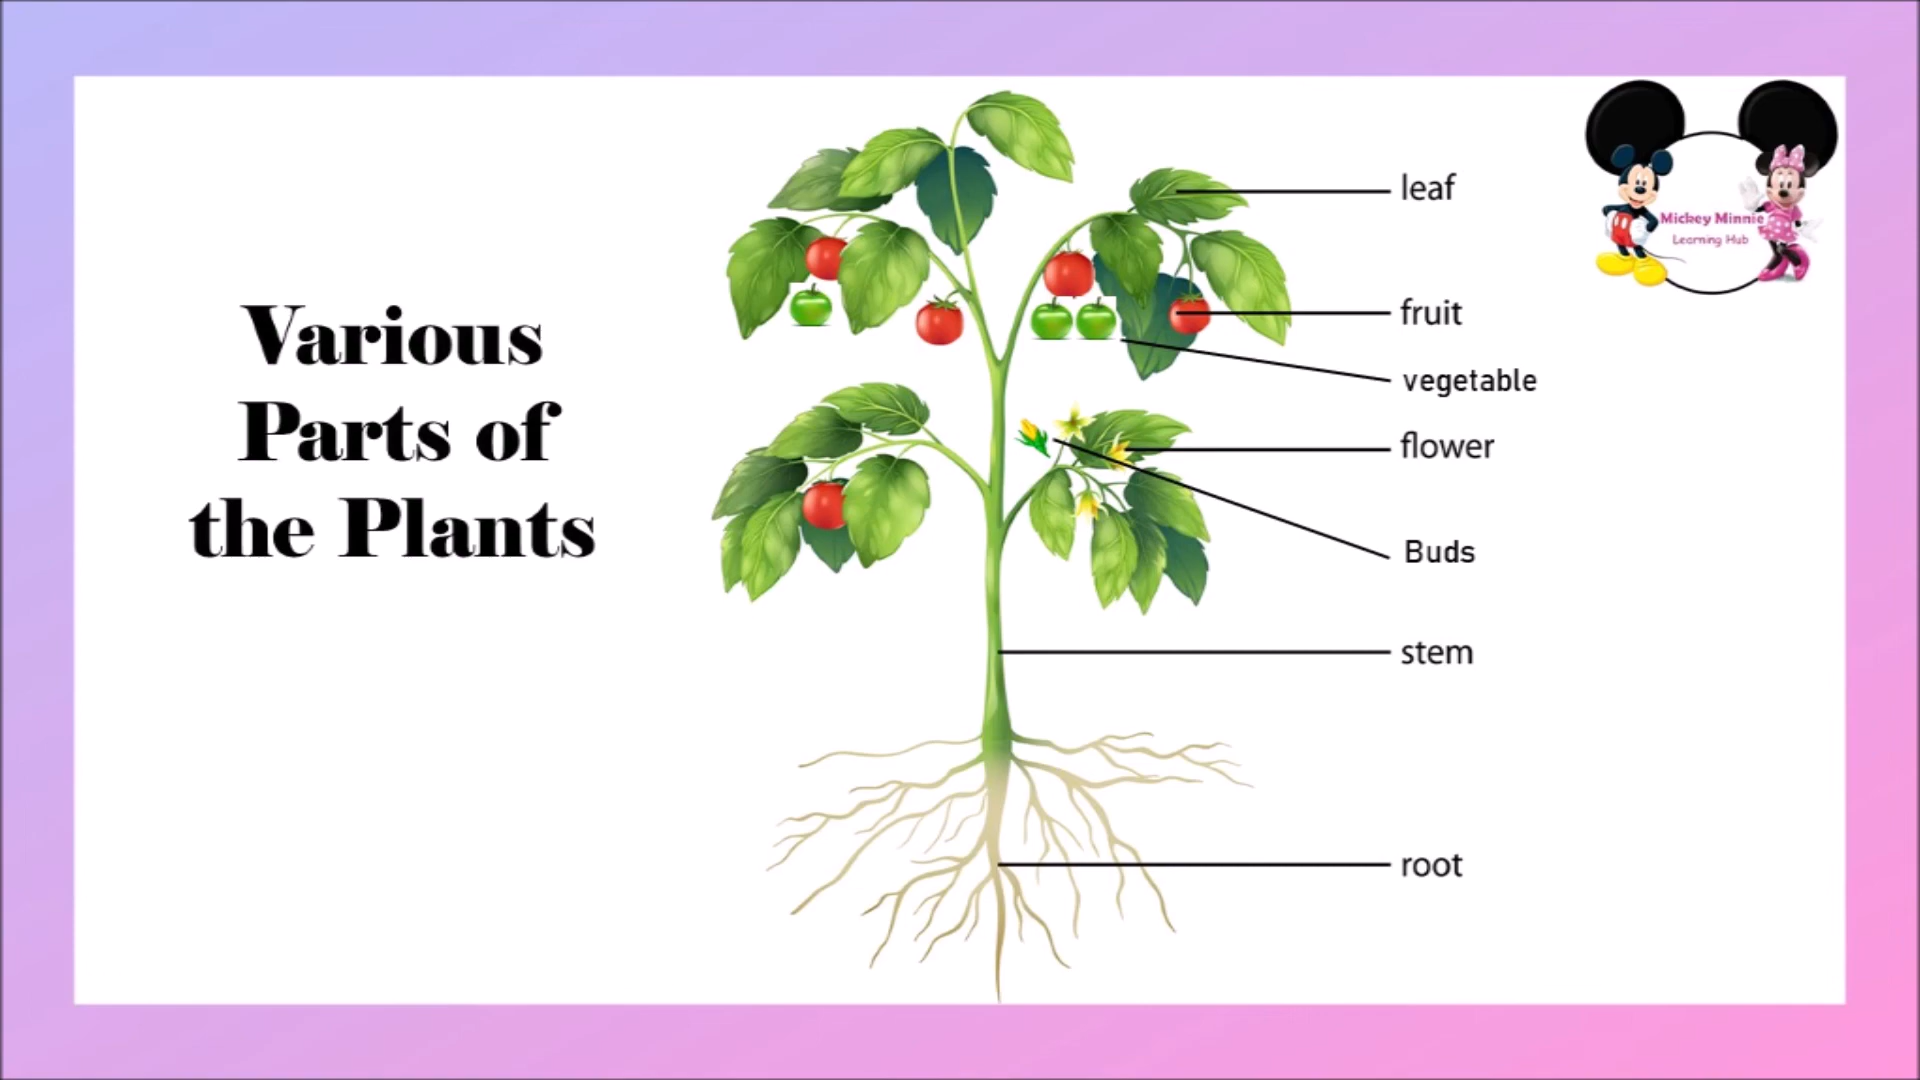 Various
Parts of
the Plants
leaf
fruit
vegetable
flower
Buds
stem
root
Mickey Minnie
Learning Hub